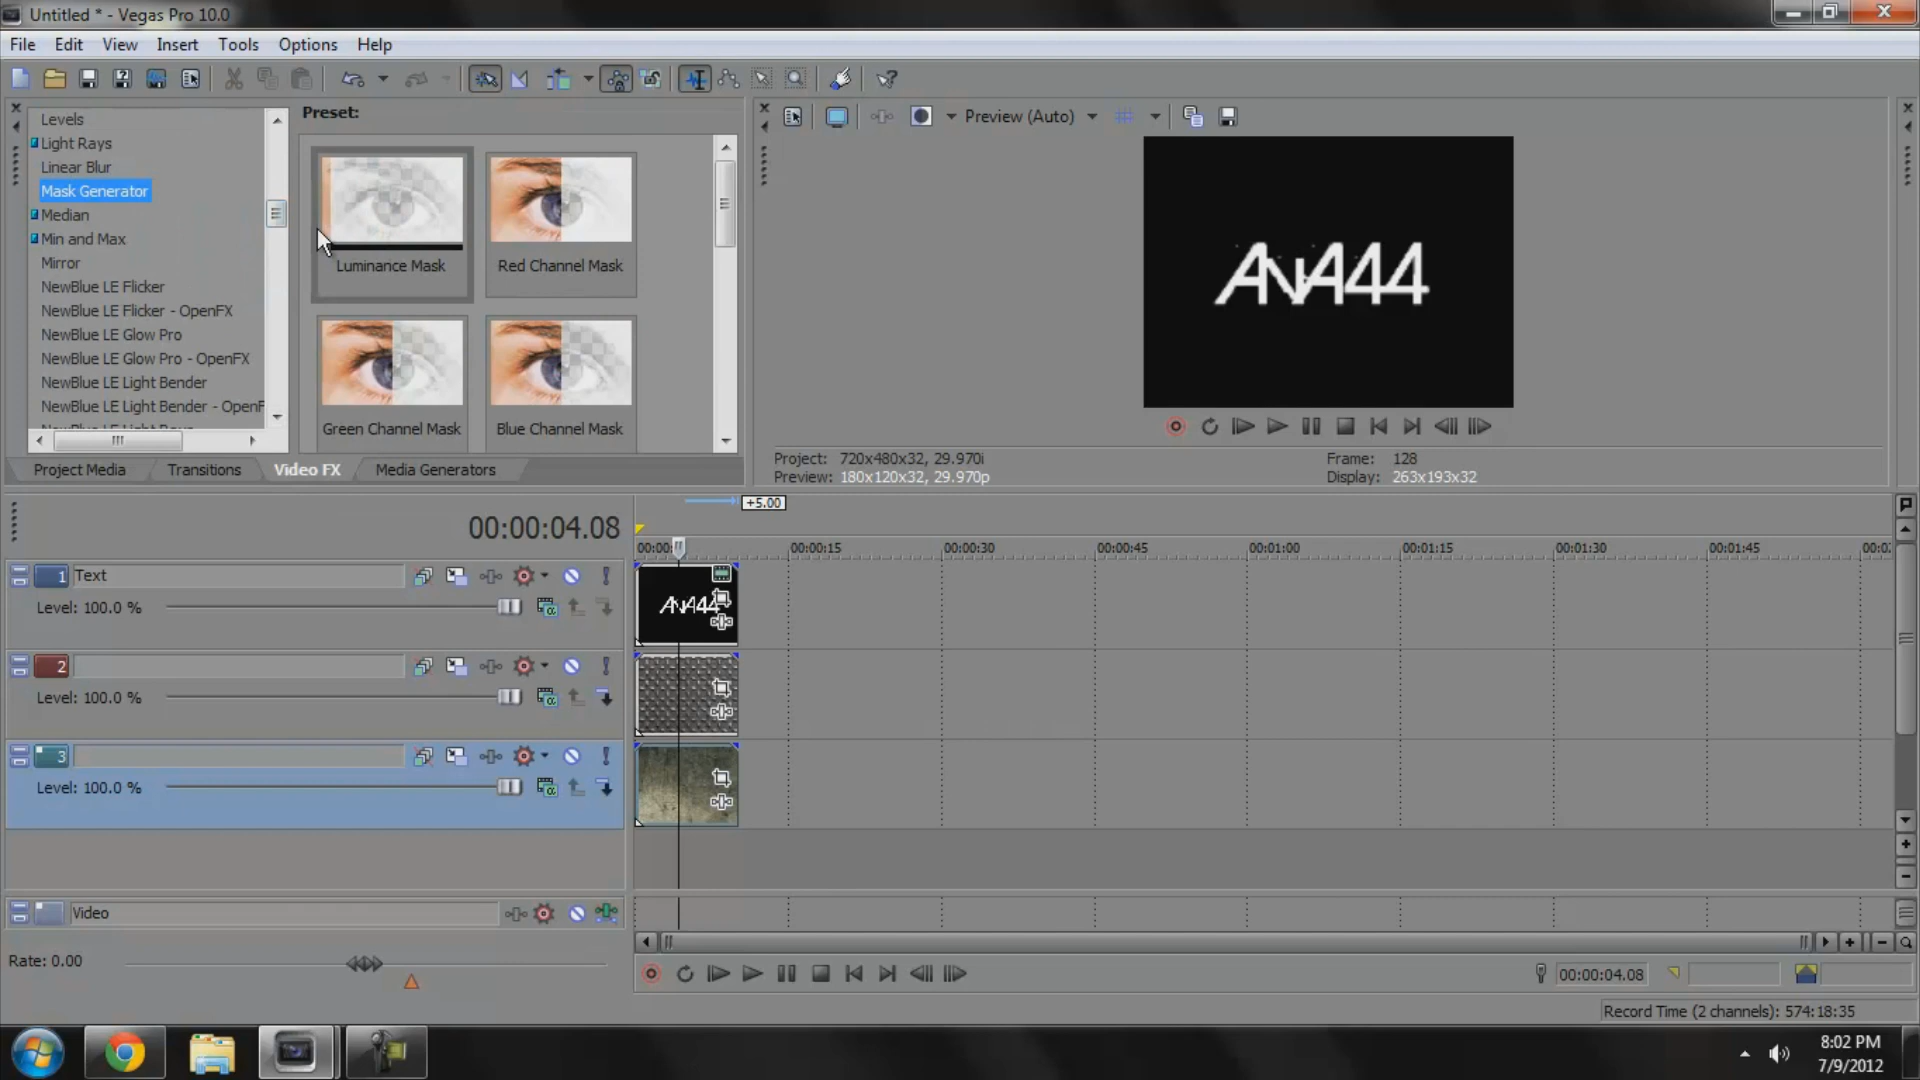 Untitled * - Vegas Pro 10.0
File Edit View Insert Tools Options Help
Levels
Light Rays
Linear Blur
Mask Generator
Median
Min and Max
Mirror
NewBlue LE Flicker
NewBlue LE Flicker - OpenFX
NewBlue LE Glow Pro
NewBlue LE Glow Pro - OpenFX
NewBlue LE Light Bender
NewBlue LE Light Bender - OpenF
Preset:
Luminance Mask
Red Channel Mask
Green Channel Mask
Blue Channel Mask
Project Media Transitions Video FX Media Generators
Preview (Auto)
ANA444
Project: 720x480x32, 29.970i
Preview: 180x120x32, 29.970p
Frame: 128
Display: 263x193x32
+5.00
00:00:04.08
00:00: 00:00:15 00:00:30 00:00:45 00:01:00 00:01:15 00:01:30 00:01:45 00:0
1 Text
Level: 100.0 %
ANA444
2
Level: 100.0 %
3
Level: 100.0 %
Video
Rate: 0.00
00:00:04.08
Record Time (2 channels): 574:18:35
8:02 PM
7/9/2012